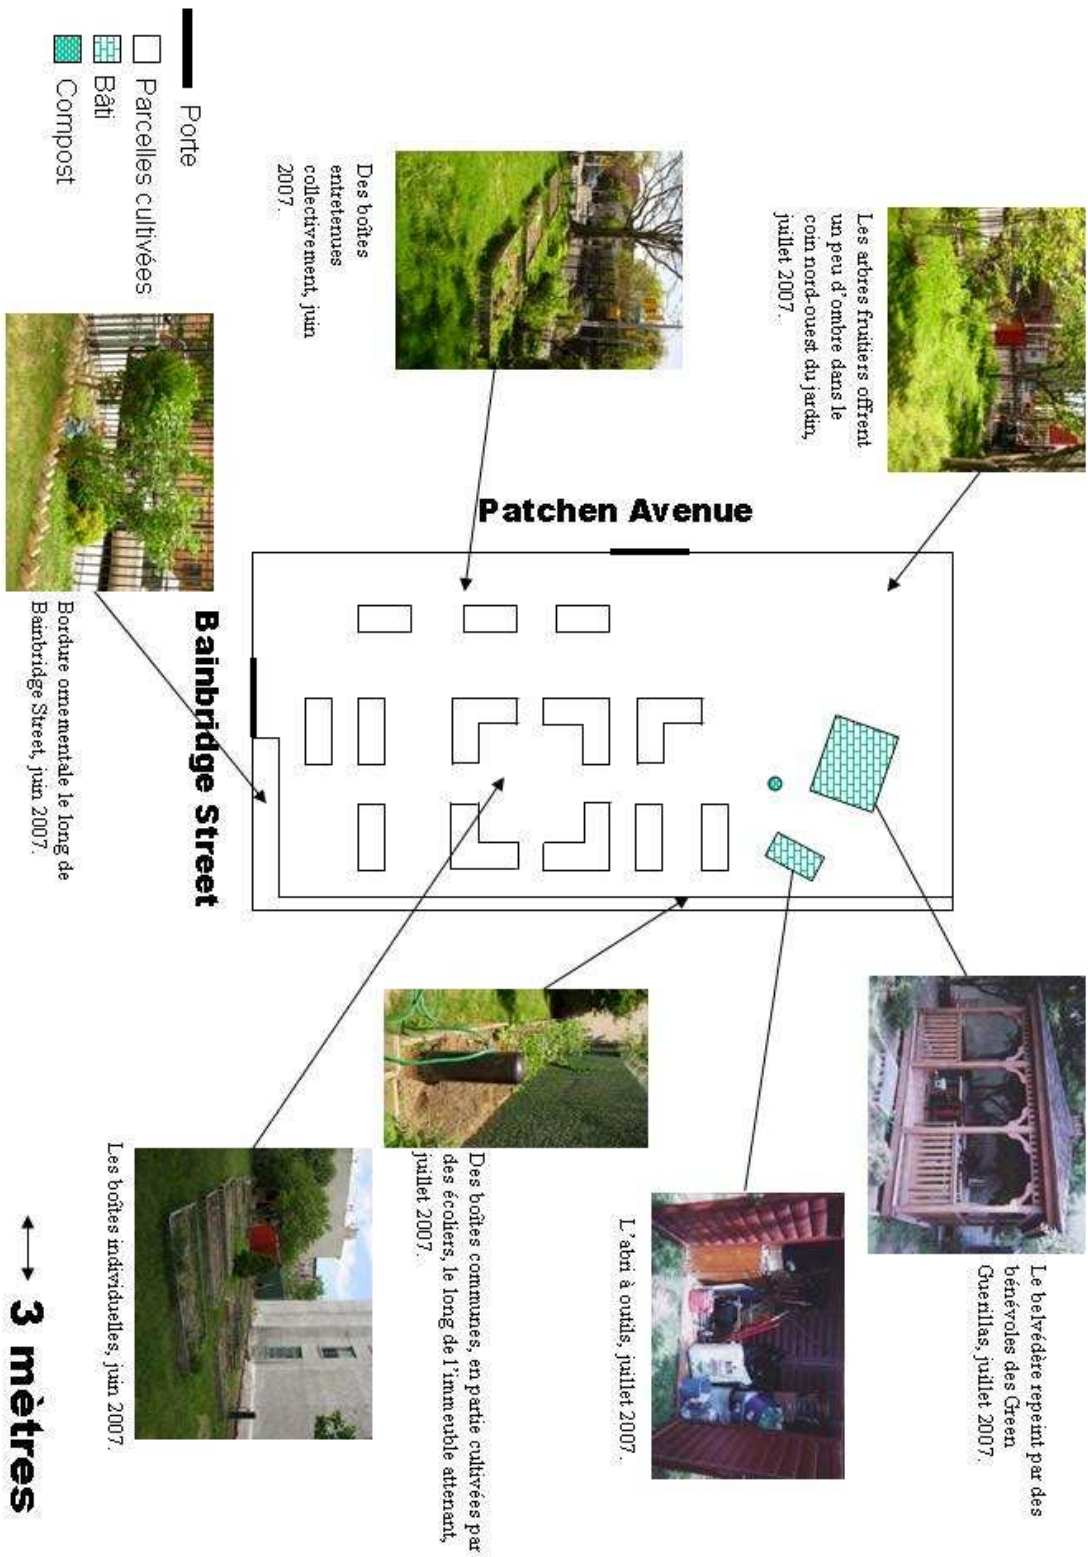 Les arbres fruitiers offrent
un peu d'ombre dans le
coin nord-ouest du jardin,
juillet 2007.
Le belvédère repeint par des
bénévoles des Green
Guerillas, juillet 2007.
Patchen Avenue
L'abri à outils, juillet 2007.
Des boîtes
entretenues
collectivement, juin
2007.
Des boîtes communes, en partie cultivées par
des écoliers, le long de l'immeuble attenant,
juillet 2007.
Bainbridge Street
Les boîtes individuelles, juin 2007.
Bordure ornementale le long de
Bainbridge Street, juin 2007.
Porte
Parcelles cultivées
Bâti
Compost
3 mètres